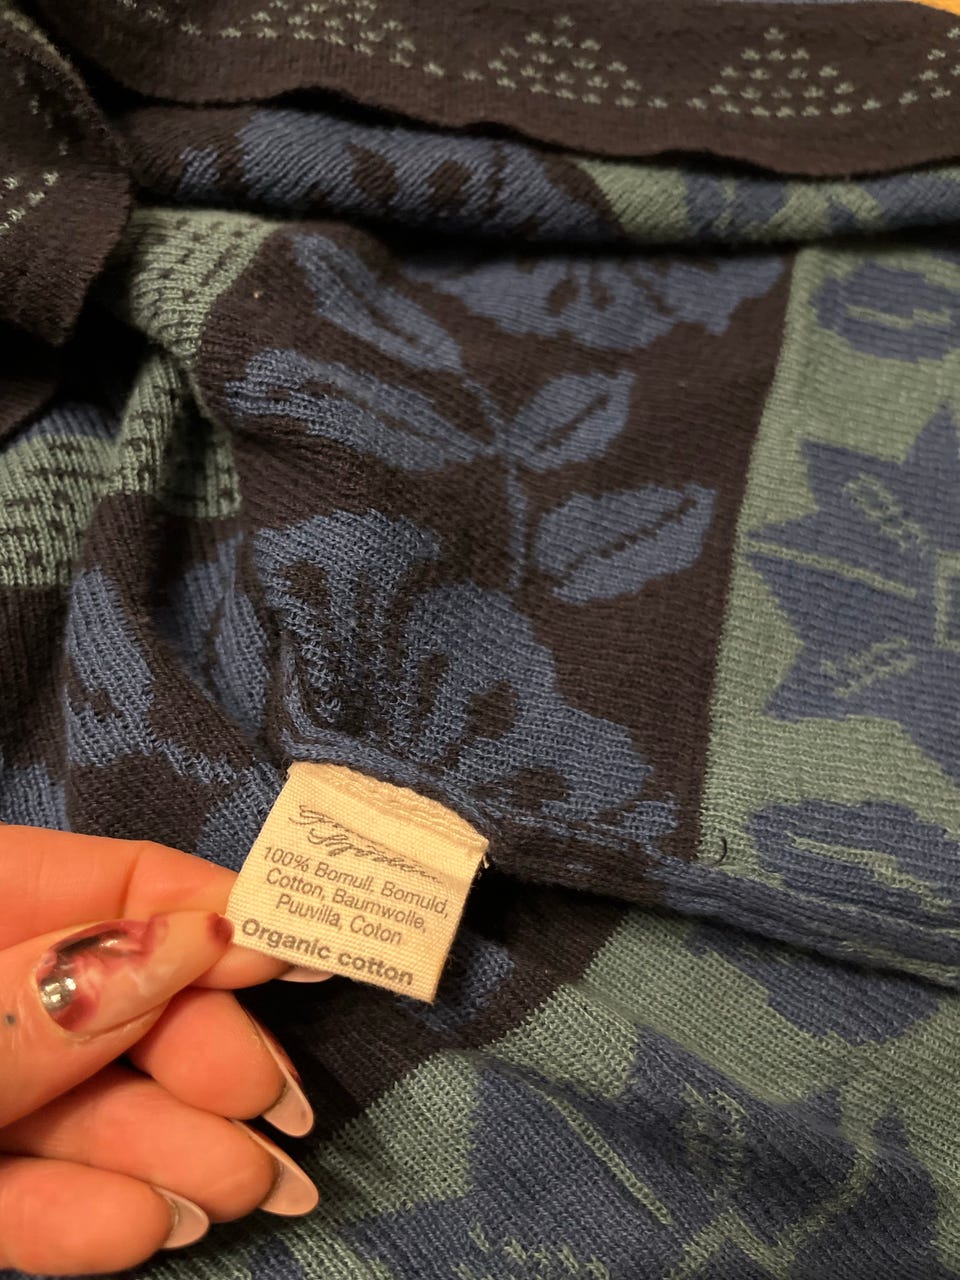 100% Bomull. Bomuld,
Cotton, Baumwolle,
Puuvilla, Coton
Organic cotton